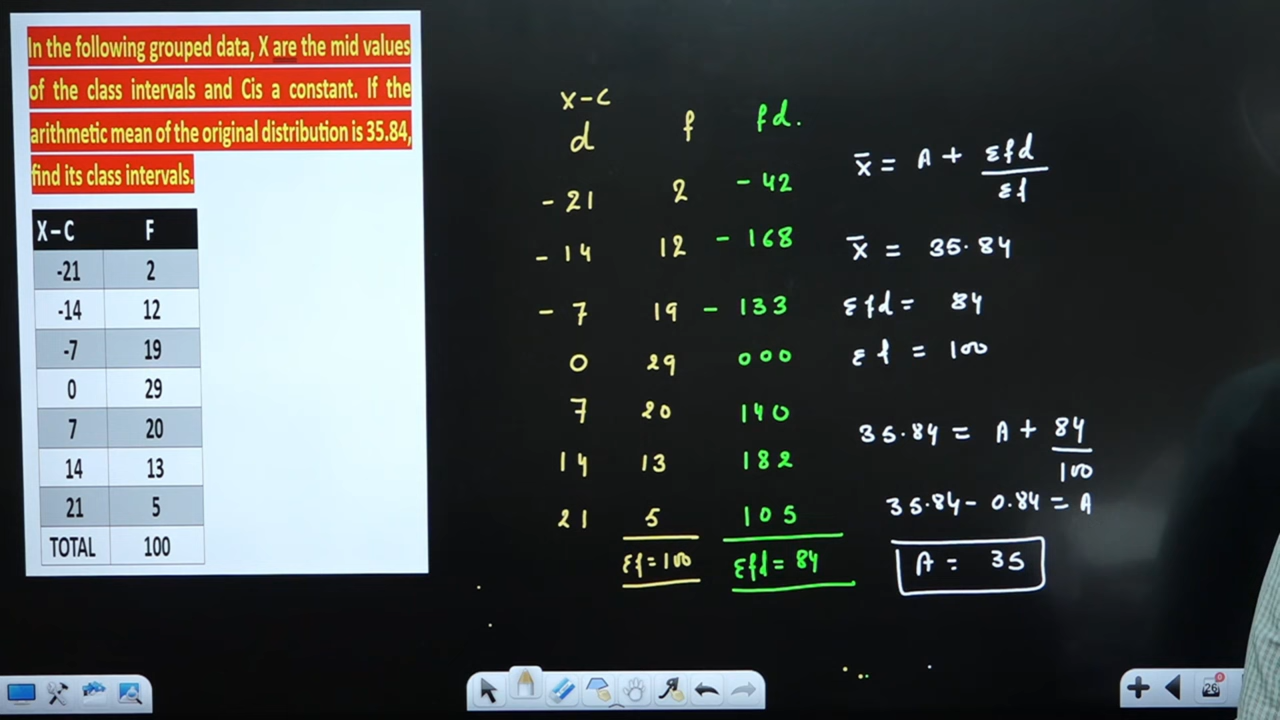 In the following grouped data, X are the mid values
of the class intervals and Cis a constant. If the
arithmetic mean of the original distribution is 35.84,
find its class intervals.
X – C F
-21 2
-14 12
-7 19
0 29
7 20
14 13
21 5
TOTAL 100
x-c
d f fd.
-21 2 -42
-14 12 -168
-7 19 -133
0 29 000
7 20 140
14 13 182
21 5 105
Σf=100 Σfd=84
x̄ = A + Σfd
Σf
x̄ = 35.84
Σfd = 84
Σf = 100
35.84 = A + 84
100
35.84 - 0.84 = A
A = 35
26